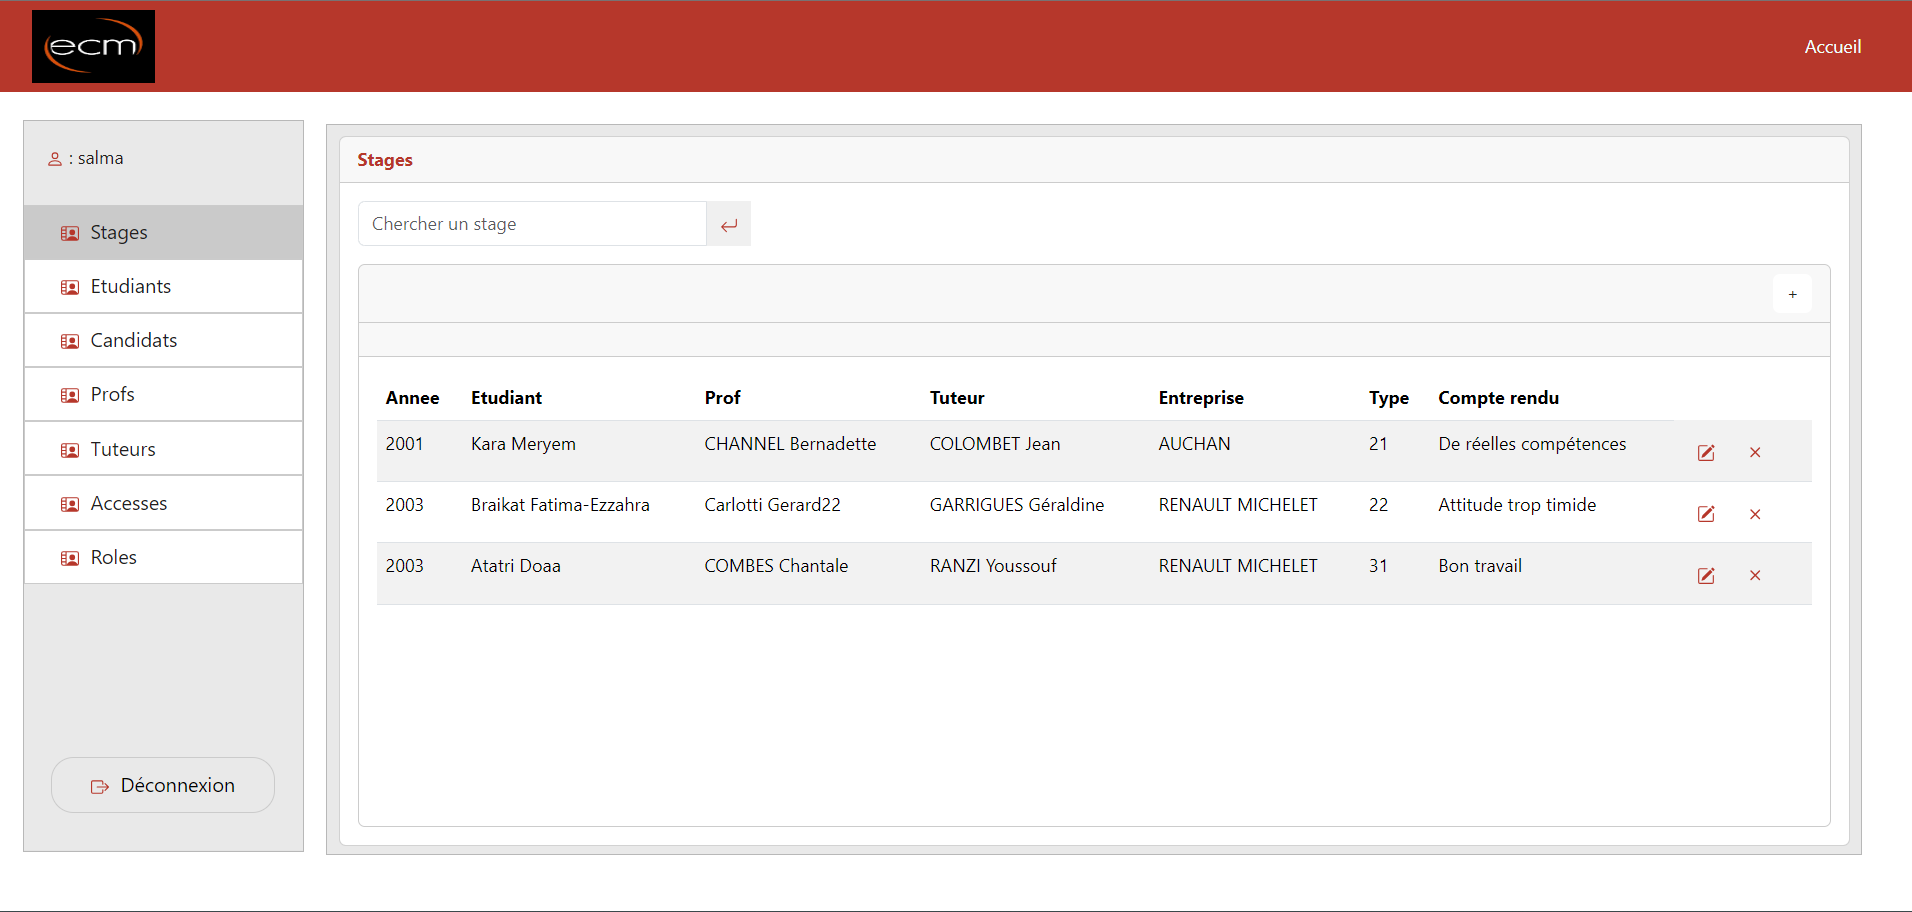 ecm
Accueil
: salma
Stages
Etudiants
Candidats
Profs
Tuteurs
Accesses
Roles
Déconnexion
Stages
Chercher un stage
+
Annee Etudiant Prof Tuteur Entreprise Type Compte rendu
2001 Kara Meryem CHANNEL Bernadette COLOMBET Jean AUCHAN 21 De réelles compétences
2003 Braikat Fatima-Ezzahra Carlotti Gerard22 GARRIGUES Géraldine RENAULT MICHELET 22 Attitude trop timide
2003 Atatri Doaa COMBES Chantale RANZI Youssouf RENAULT MICHELET 31 Bon travail